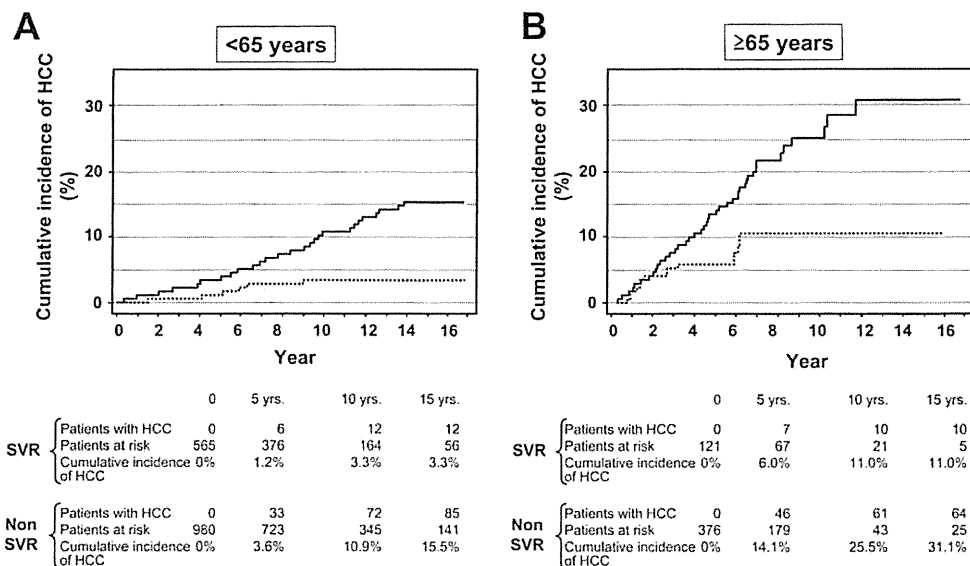 A
<65 years
Cumulative incidence of HCC
(%)
30
20
10
0
0 2 4 6 8 10 12 14 16
Year
0 5 yrs. 10 yrs. 15 yrs.
SVR
Patients with HCC 0 6 12 12
Patients at risk 565 376 164 56
Cumulative incidence 0% 1.2% 3.3% 3.3%
of HCC
Non
SVR
Patients with HCC 0 33 72 85
Patients at risk 980 723 345 141
Cumulative incidence 0% 3.6% 10.9% 15.5%
of HCC
B
≥65 years
Cumulative incidence of HCC
(%)
30
20
10
0
0 2 4 6 8 10 12 14 16
Year
0 5 yrs. 10 yrs. 15 yrs.
SVR
Patients with HCC 0 7 10 10
Patients at risk 121 67 21 5
Cumulative incidence 0% 6.0% 11.0% 11.0%
of HCC
Non
SVR
Patients with HCC 0 46 61 64
Patients at risk 376 179 43 25
Cumulative incidence 0% 14.1% 25.5% 31.1%
of HCC